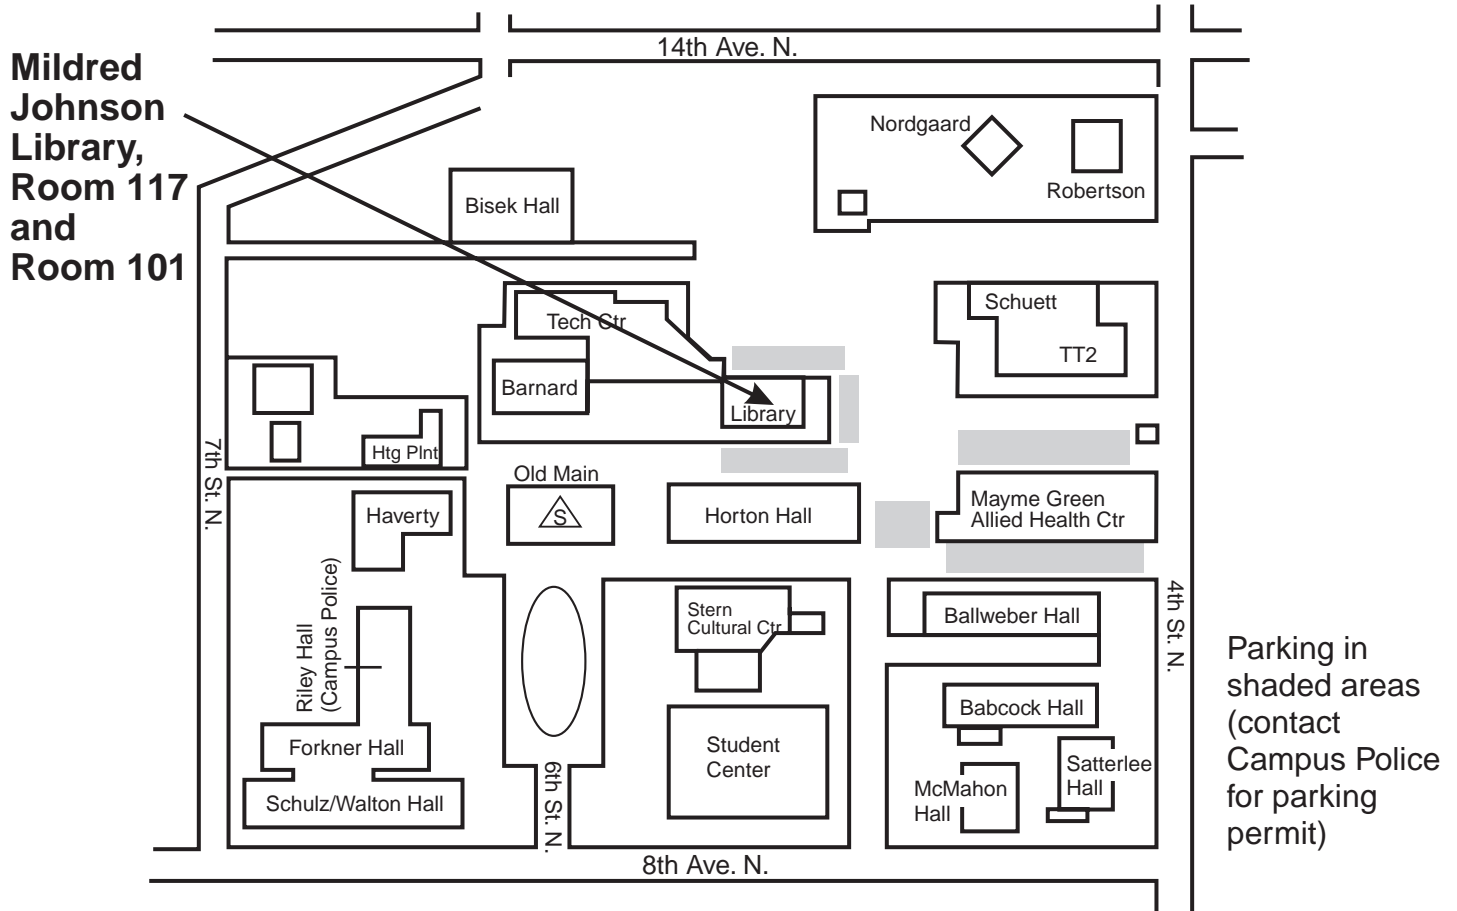 14th Ave. N.
Mildred
Johnson
Library,
Room 117
and
Room 101
Nordgaard
Robertson
Bisek Hall
Schuett
TT2
Tech Ctr
Barnard
Library
Htg Plnt
7th St. N.
Old Main
S
Haverty
Horton Hall
Mayme Green
Allied Health Ctr
Riley Hall
(Campus Police)
Stern
Cultural Ctr
Ballweber Hall
4th St. N.
Parking in
shaded areas
(contact
Campus Police
for parking
permit)
Babcock Hall
Forkner Hall
Student
Center
Satterlee
Hall
McMahon
Hall
Schulz/Walton Hall
6th St. N.
8th Ave. N.